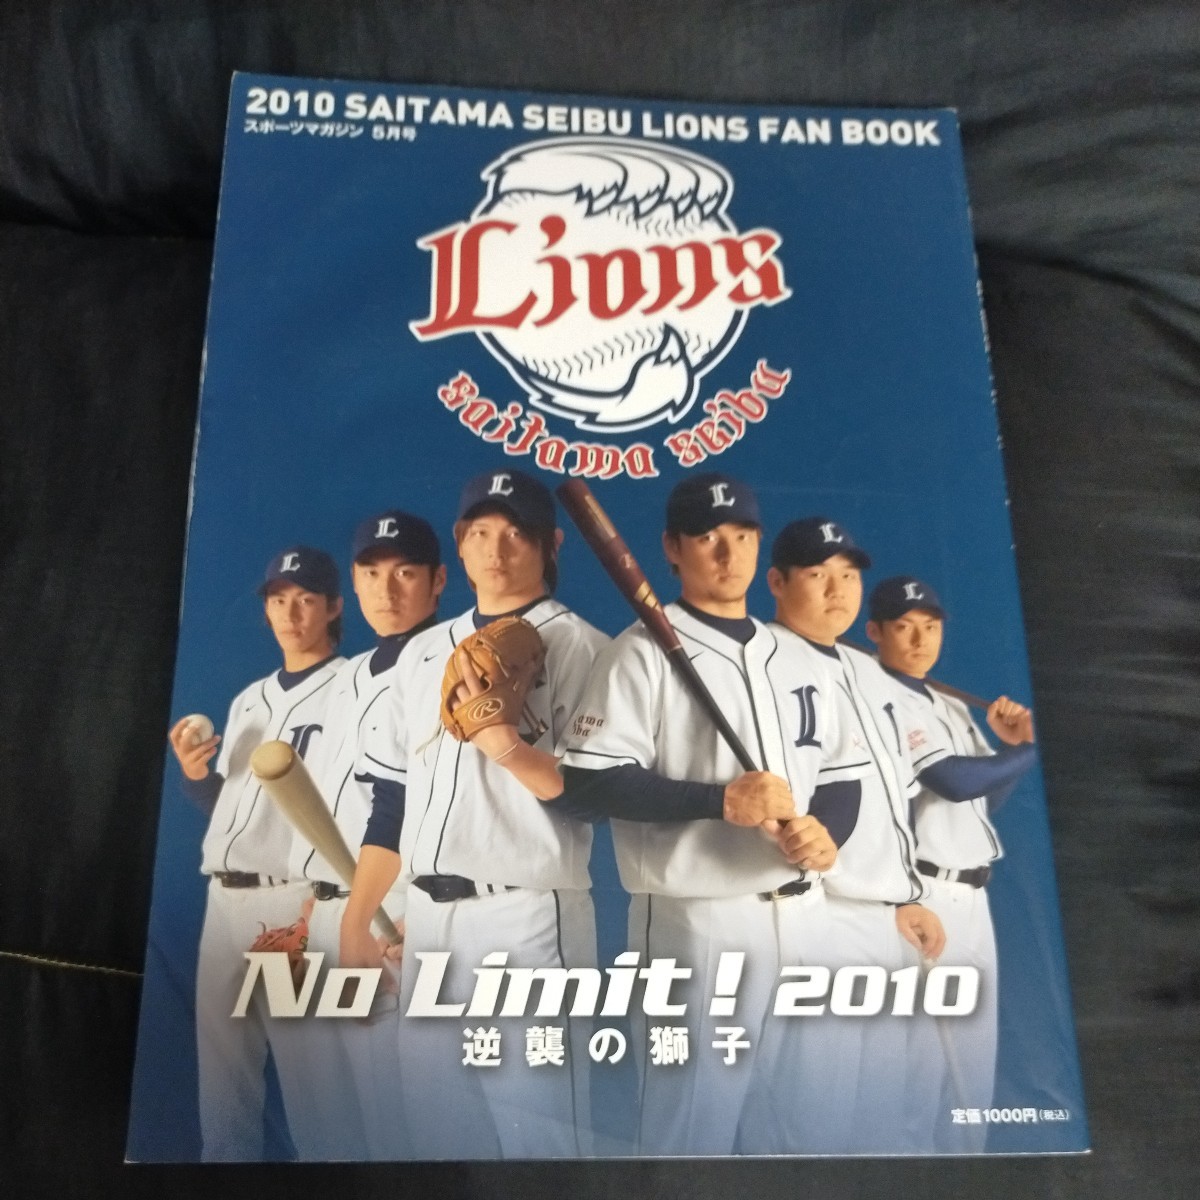 2010 SAITAMA SEIBU LIONS FAN BOOK
スポーツマガジン 5月号
Lions
saitama seibu
No Limit! 2010
逆襲の獅子
定価1000円(税込)